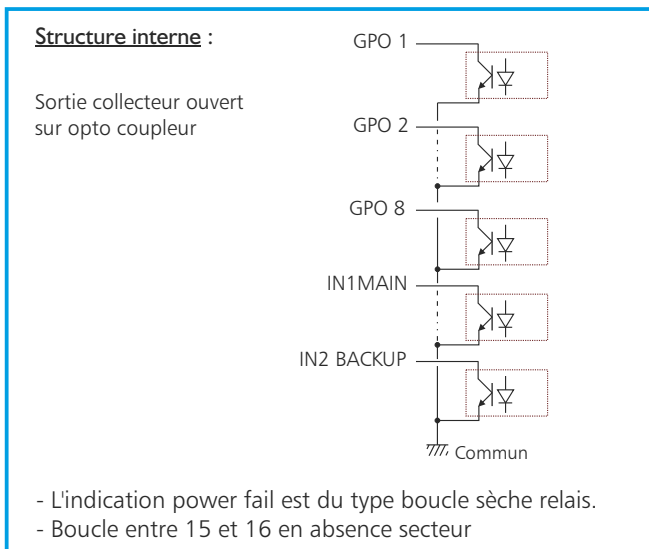 Structure interne :
Sortie collecteur ouvert
sur opto coupleur
GPO 1
GPO 2
GPO 8
IN1MAIN
IN2 BACKUP
Commun
- L'indication power fail est du type boucle sèche relais.
- Boucle entre 15 et 16 en absence secteur